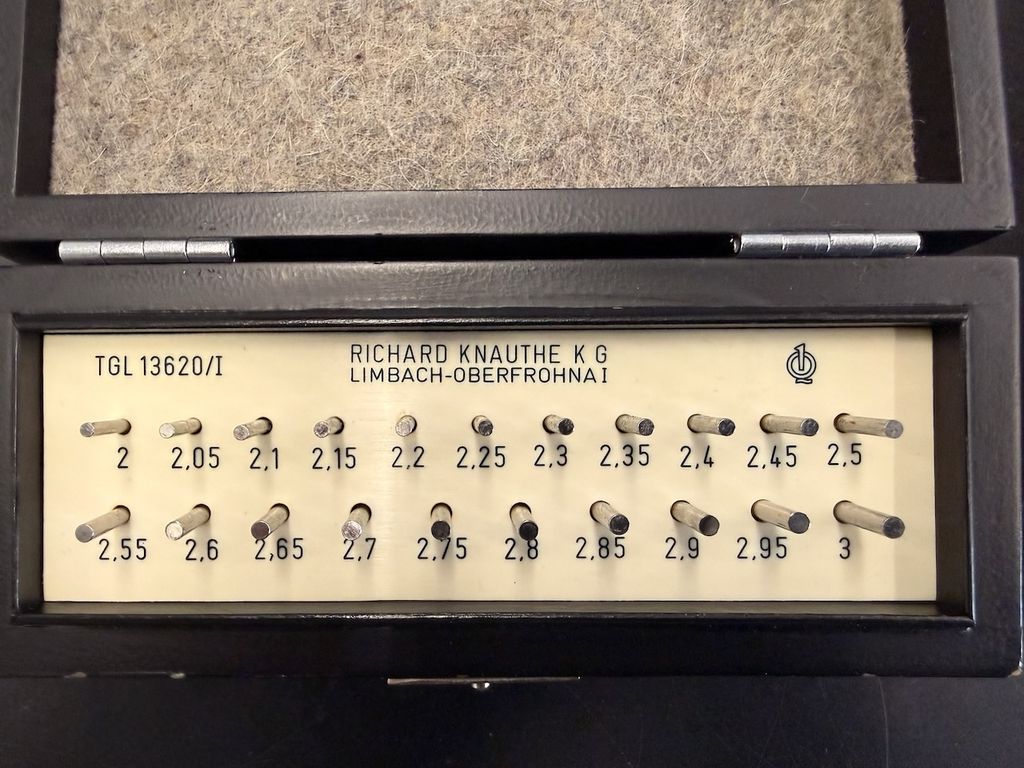 TGL 13620/I
RICHARD KNAUTHE K G
LIMBACH-OBERFROHNA I
2 2,05 2,1 2,15 2,2 2,25 2,3 2,35 2,4 2,45 2,5
2,55 2,6 2,65 2,7 2,75 2,8 2,85 2,9 2,95 3